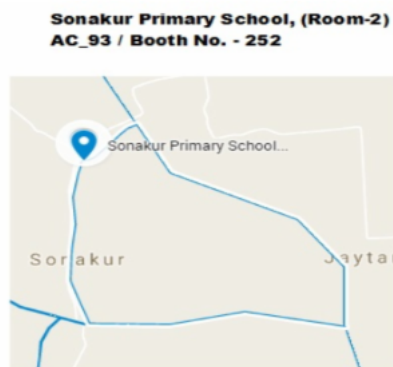 Sonakur Primary School, (Room-2)
AC_93 / Booth No. - 252
Sonakur Primary School...
Sonakur